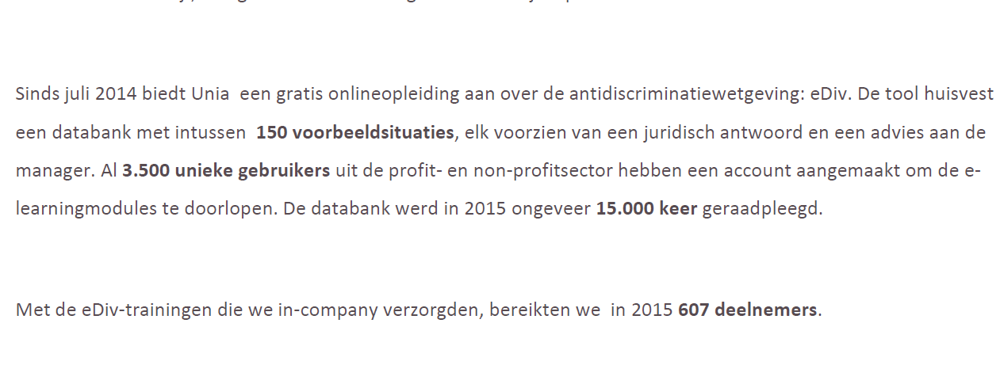 Sinds juli 2014 biedt Unia  een gratis onlineopleiding aan over de antidiscriminatiewetgeving: eDiv. De tool huisvest
een databank met intussen  150 voorbeeldsituaties, elk voorzien van een juridisch antwoord en een advies aan de
manager. Al 3.500 unieke gebruikers uit de profit- en non-profitsector hebben een account aangemaakt om de e-
learningmodules te doorlopen. De databank werd in 2015 ongeveer 15.000 keer geraadpleegd.
Met de eDiv-trainingen die we in-company verzorgden, bereikten we  in 2015 607 deelnemers.